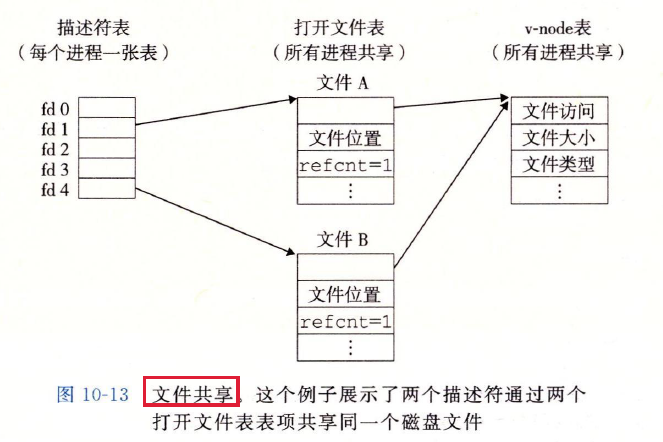 描述符表
（每个进程一张表）
打开文件表
（所有进程共享）
v-node表
（所有进程共享）
fd 0
fd 1
fd 2
fd 3
fd 4
文件 A
文件位置
refcnt=1
⋮
文件访问
文件大小
文件类型
⋮
文件 B
文件位置
refcnt=1
⋮
图 10-13 文件共享。这个例子展示了两个描述符通过两个
打开文件表表项共享同一个磁盘文件